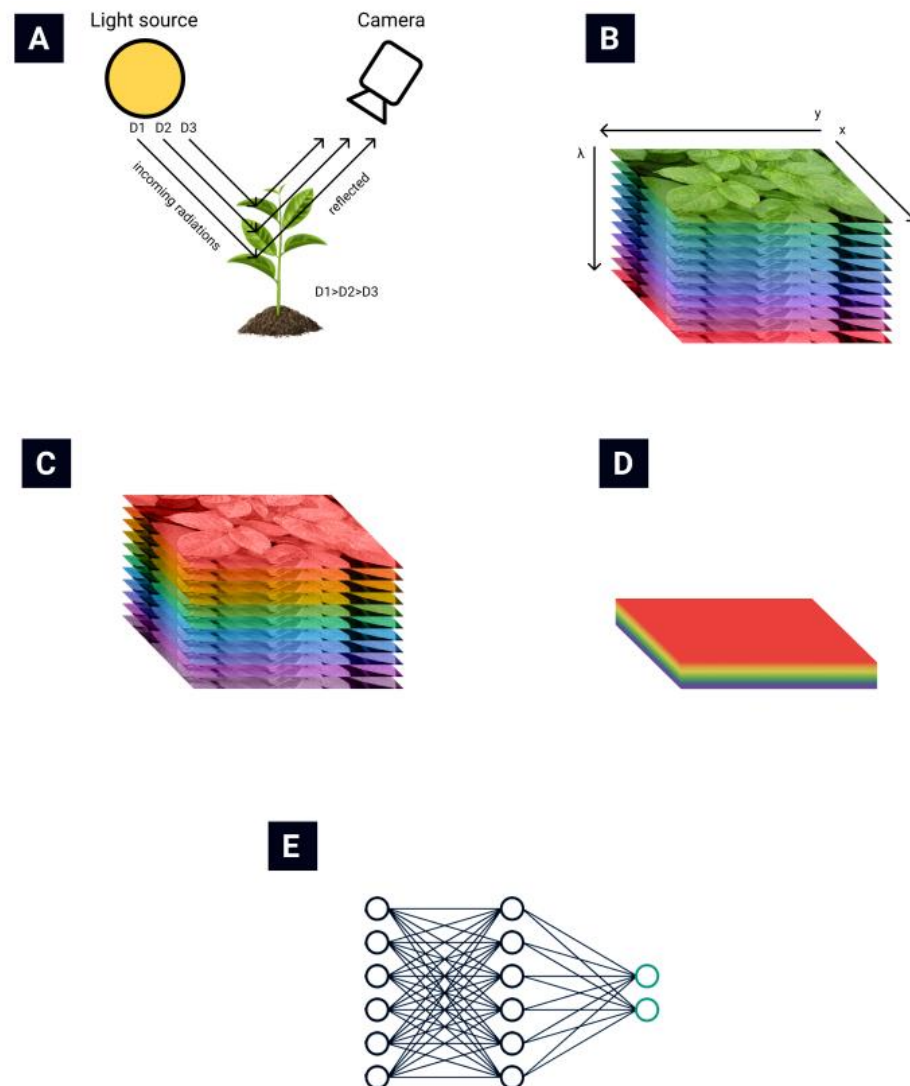 A
Light source
Camera
D1 D2 D3
incoming radiations
reflected
D1>D2>D3
B
y
x
λ
C
D
E